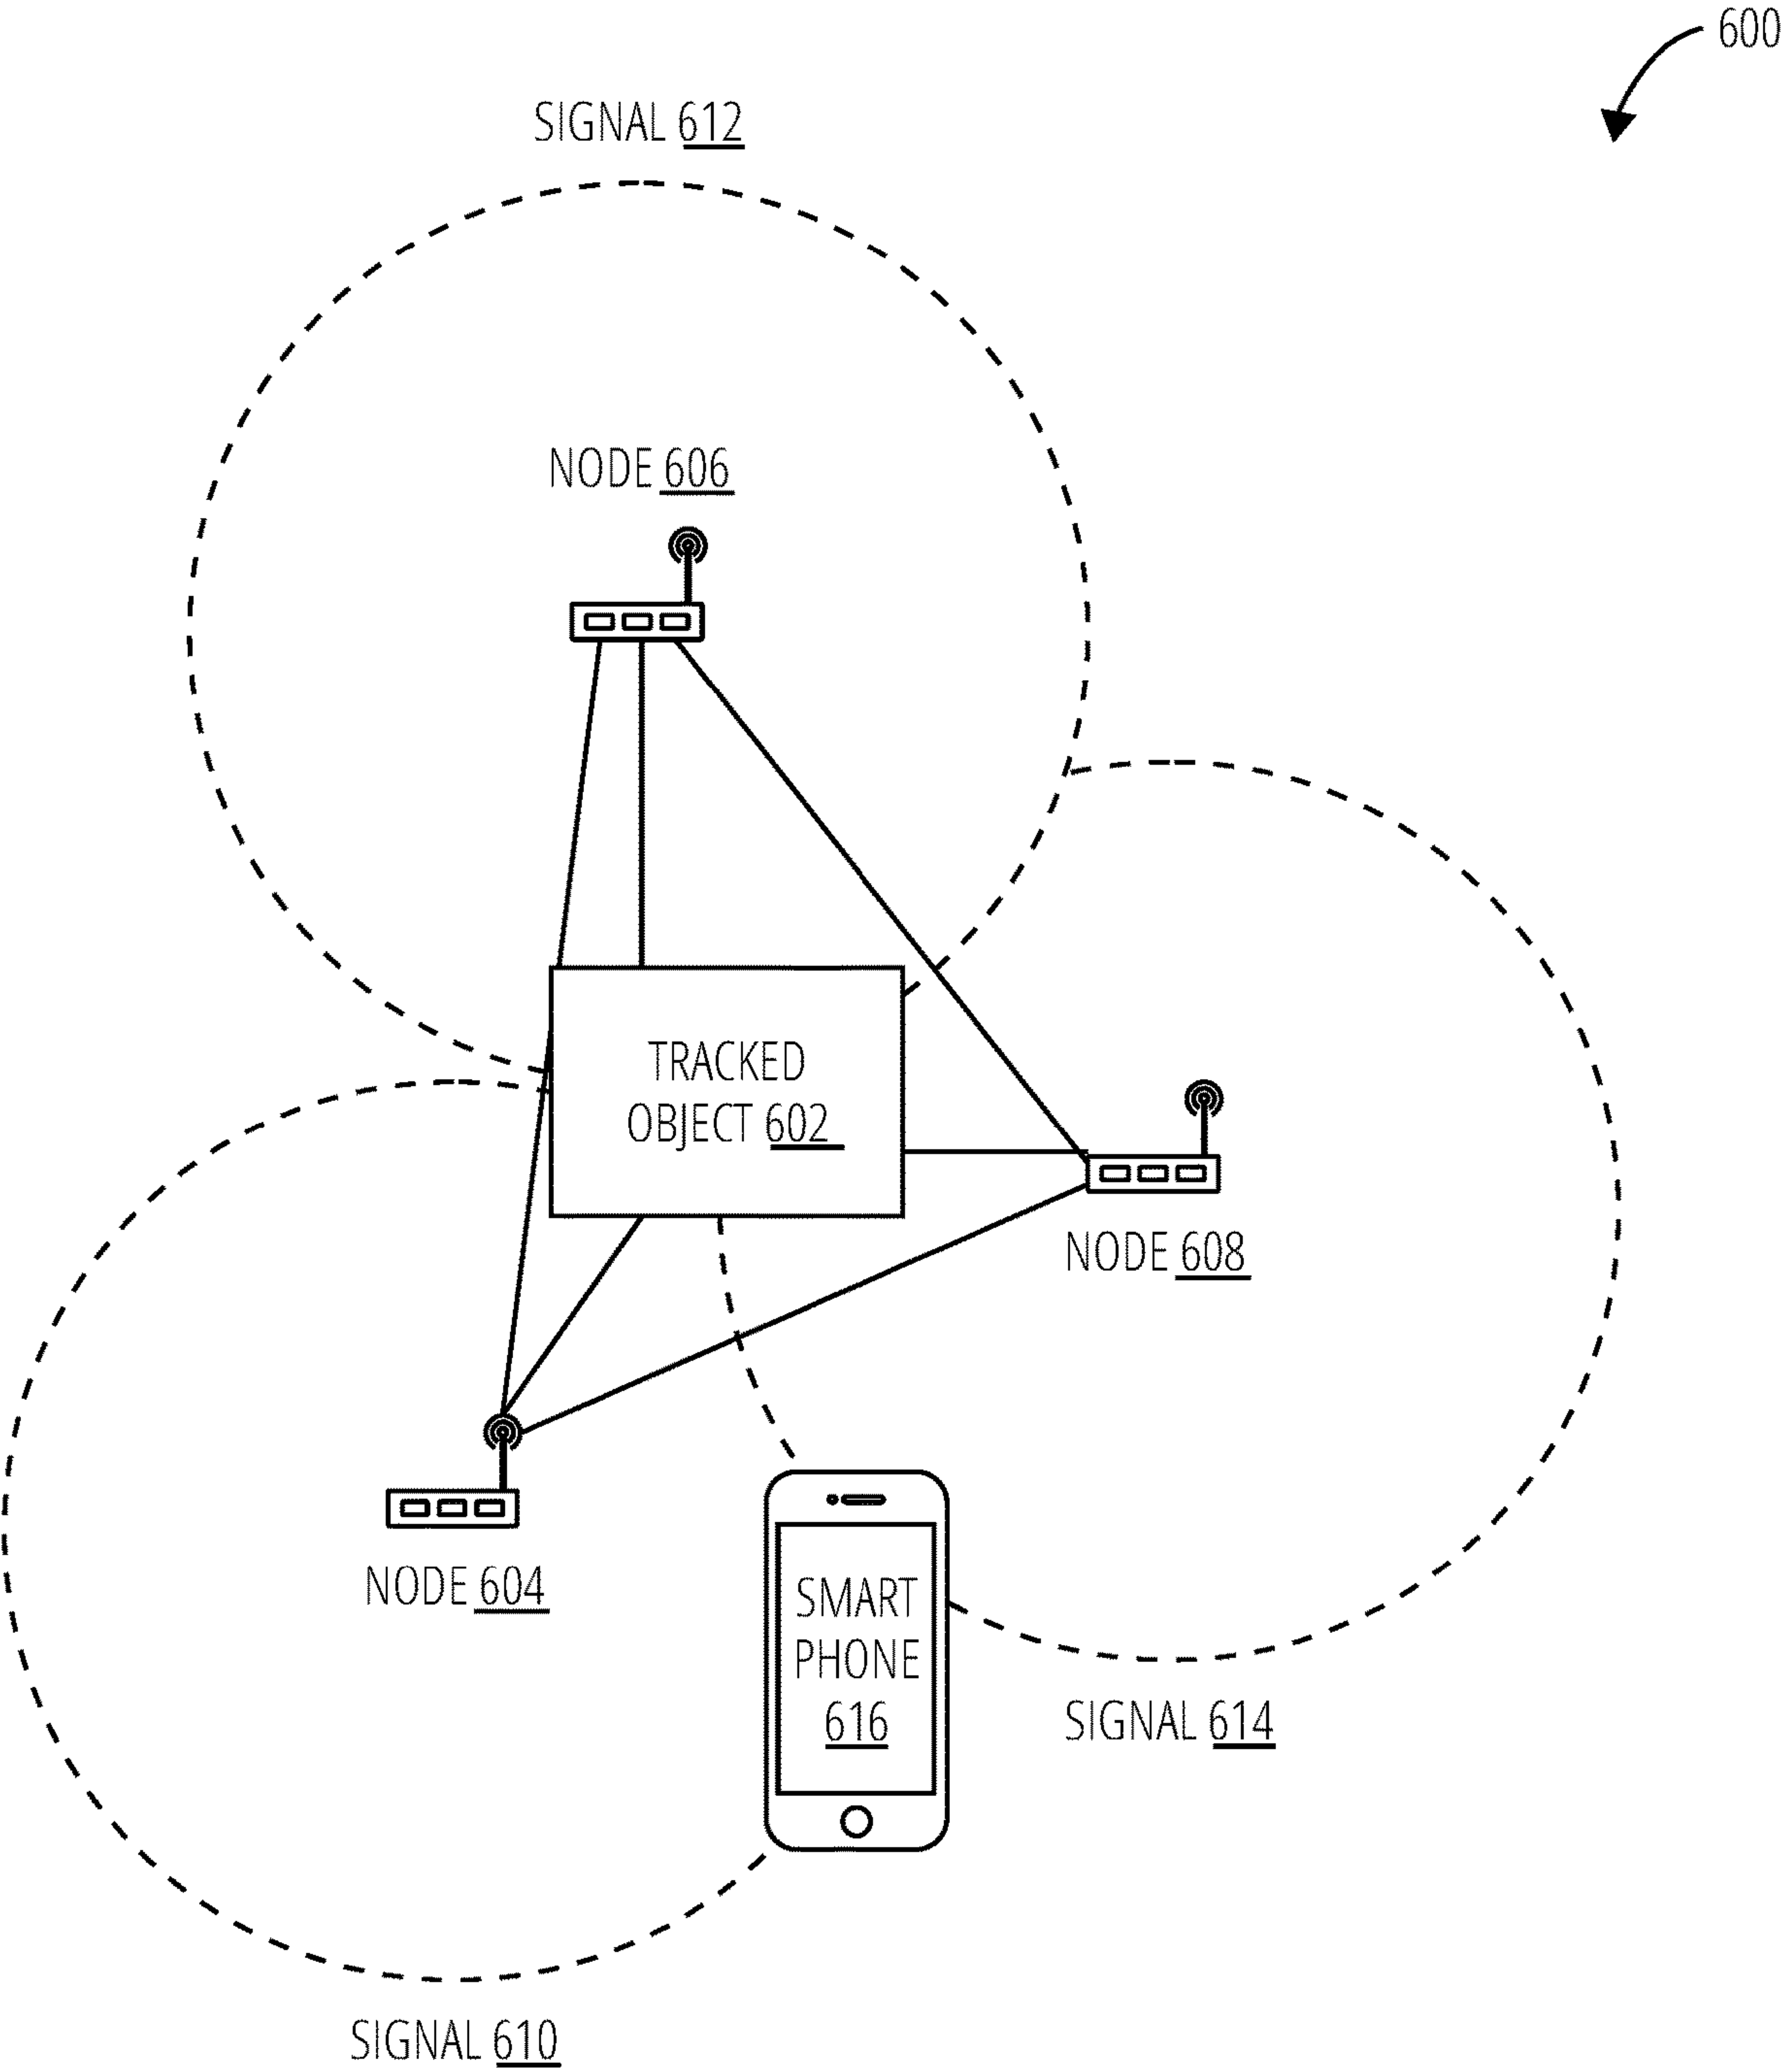 600
SIGNAL 612
NODE 606
TRACKED
OBJECT 602
NODE 608
NODE 604
SMART
PHONE
616
SIGNAL 614
SIGNAL 610